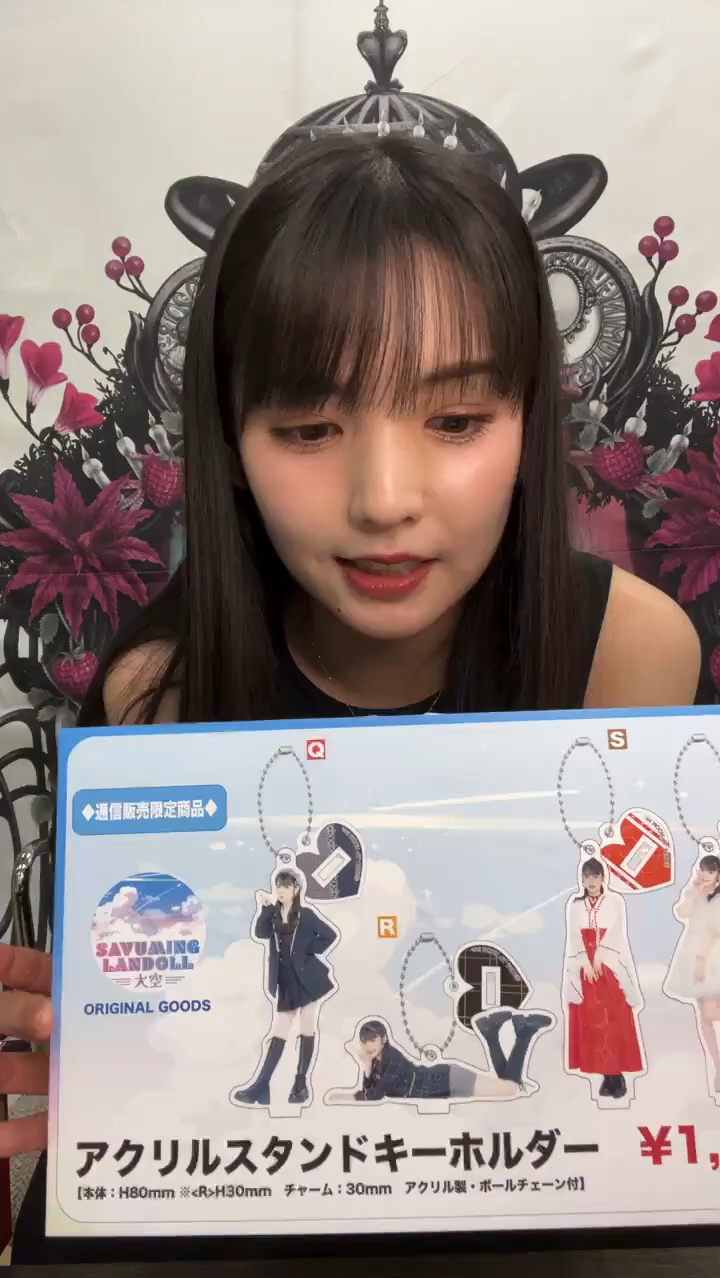 Q
S
◆通信販売限定商品◆
R
SAYUMING
LANDOLL
大空
ORIGINAL GOODS
アクリルスタンドキーホルダー ¥1,
【本体：H80mm ※<R>H30mm チャーム：30mm アクリル製・ボールチェーン付】